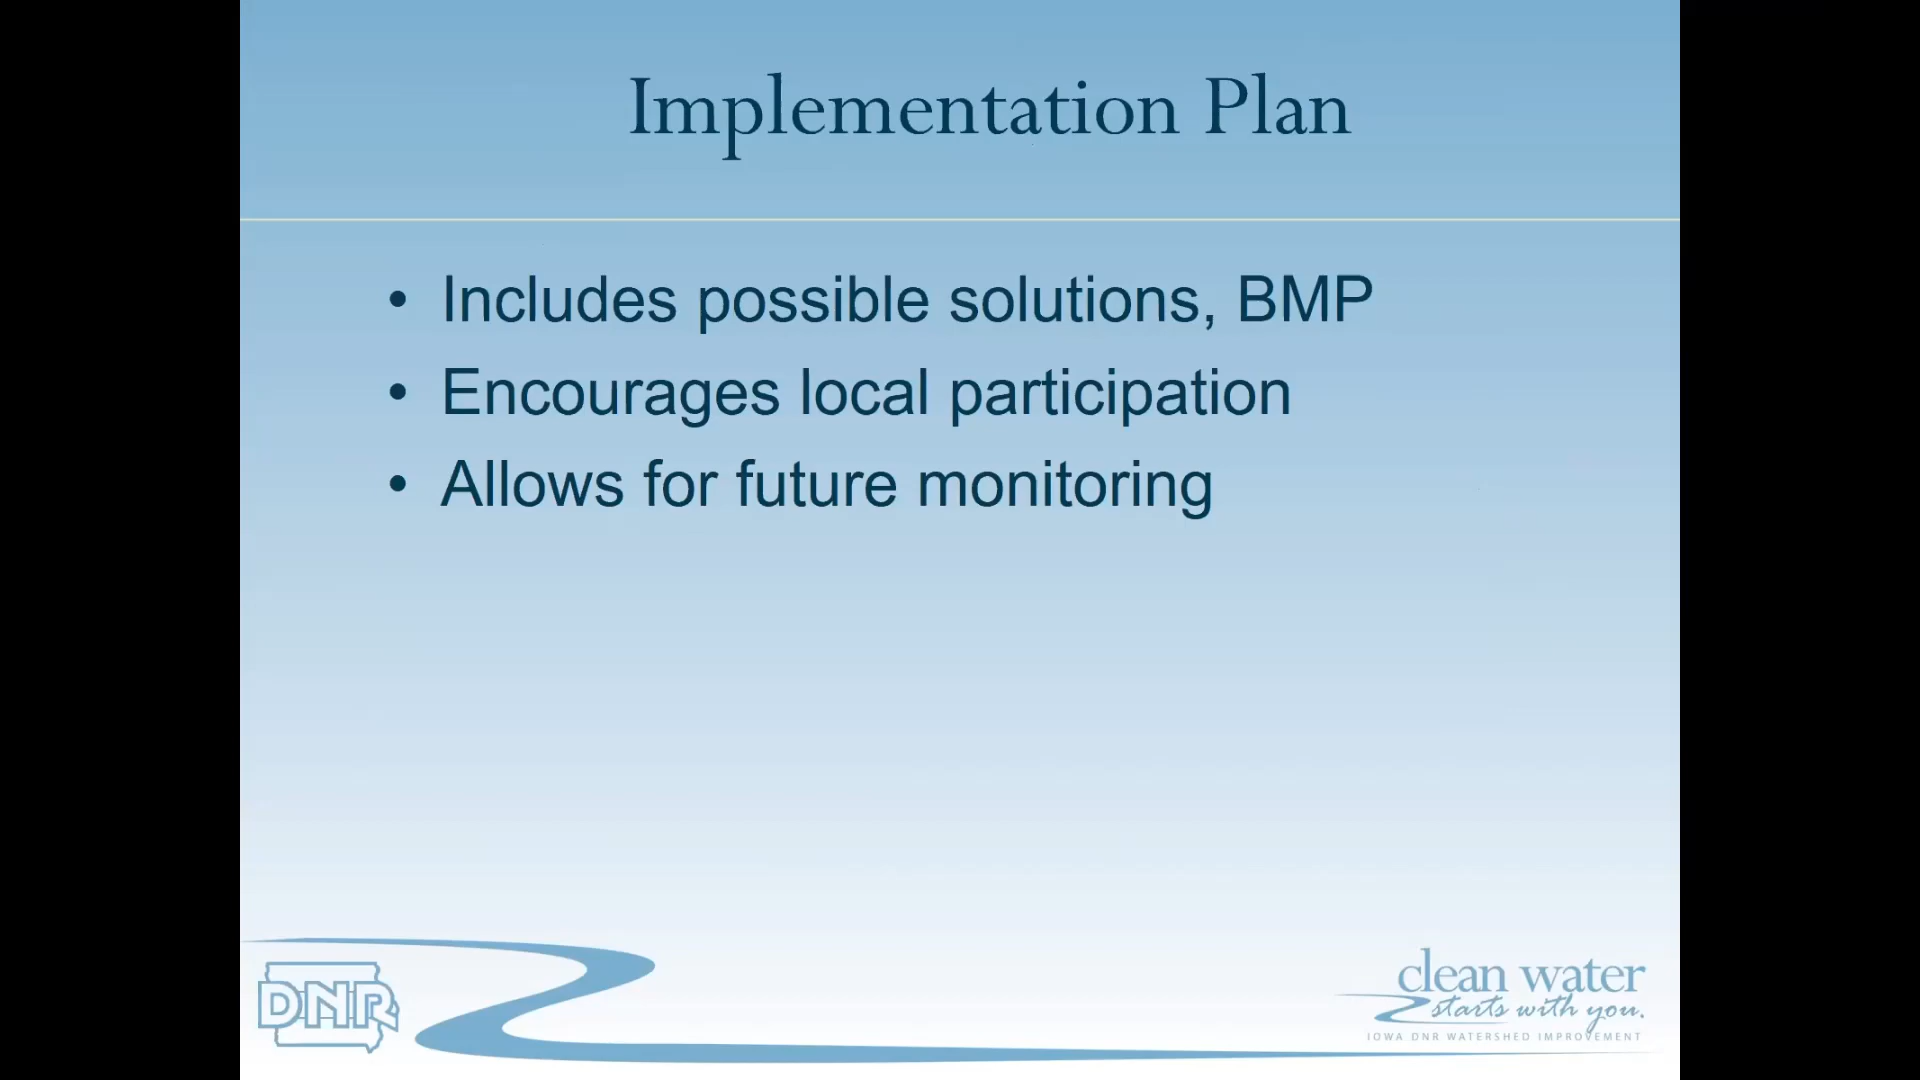 Implementation Plan
• Includes possible solutions, BMP
• Encourages local participation
• Allows for future monitoring
DNR
clean water
starts with you.
IOWA DNR WATERSHED IMPROVEMENT